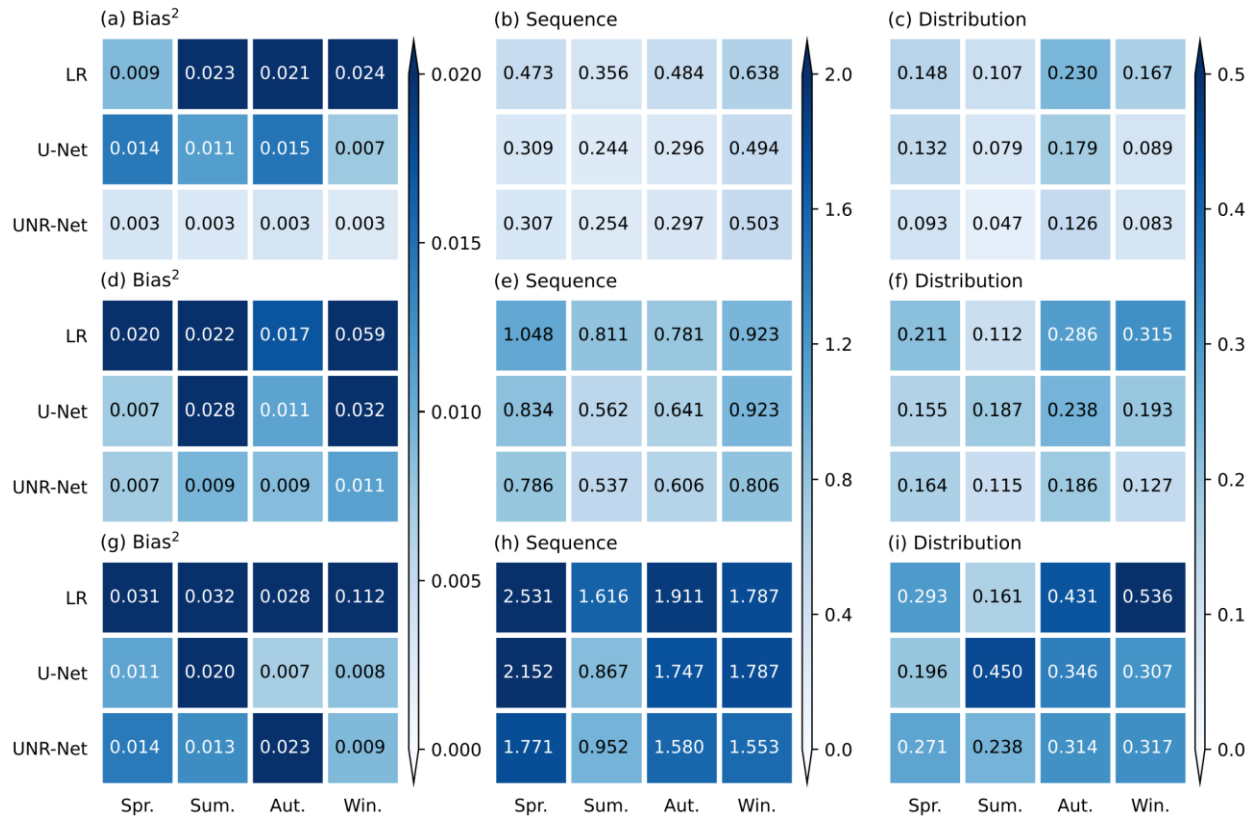 (a) Bias² (b) Sequence (c) Distribution
LR 0.009 0.023 0.021 0.024 0.020 0.473 0.356 0.484 0.638 2.0 0.148 0.107 0.230 0.167 0.5
U-Net 0.014 0.011 0.015 0.007 0.309 0.244 0.296 0.494 0.132 0.079 0.179 0.089
0.4
UNR-Net 0.003 0.003 0.003 0.003 0.015 0.307 0.254 0.297 0.503 1.6 0.093 0.047 0.126 0.083
(d) Bias² (e) Sequence (f) Distribution
LR 0.020 0.022 0.017 0.059 1.048 0.811 0.781 0.923 1.2 0.211 0.112 0.286 0.315 0.3
U-Net 0.007 0.028 0.011 0.032 0.010 0.834 0.562 0.641 0.923 0.155 0.187 0.238 0.193
UNR-Net 0.007 0.009 0.009 0.011 0.786 0.537 0.606 0.806 0.8 0.164 0.115 0.186 0.127 0.2
(g) Bias² (h) Sequence (i) Distribution
LR 0.031 0.032 0.028 0.112 0.005 2.531 1.616 1.911 1.787 0.4 0.293 0.161 0.431 0.536 0.1
U-Net 0.011 0.020 0.007 0.008 2.152 0.867 1.747 1.787 0.196 0.450 0.346 0.307
UNR-Net 0.014 0.013 0.023 0.009 0.000 1.771 0.952 1.580 1.553 0.0 0.271 0.238 0.314 0.317 0.0
Spr. Sum. Aut. Win. Spr. Sum. Aut. Win. Spr. Sum. Aut. Win.